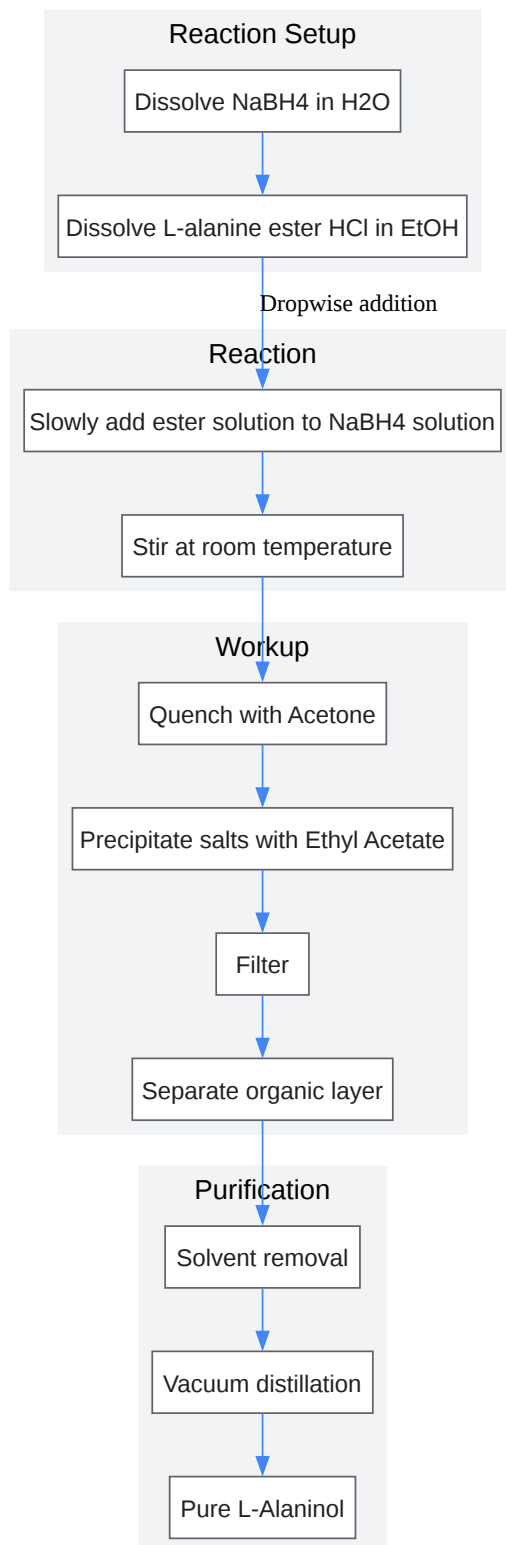 Reaction Setup
Dissolve NaBH4 in H2O
Dissolve L-alanine ester HCl in EtOH
Dropwise addition
Reaction
Slowly add ester solution to NaBH4 solution
Stir at room temperature
Workup
Quench with Acetone
Precipitate salts with Ethyl Acetate
Filter
Separate organic layer
Purification
Solvent removal
Vacuum distillation
Pure L-Alaninol